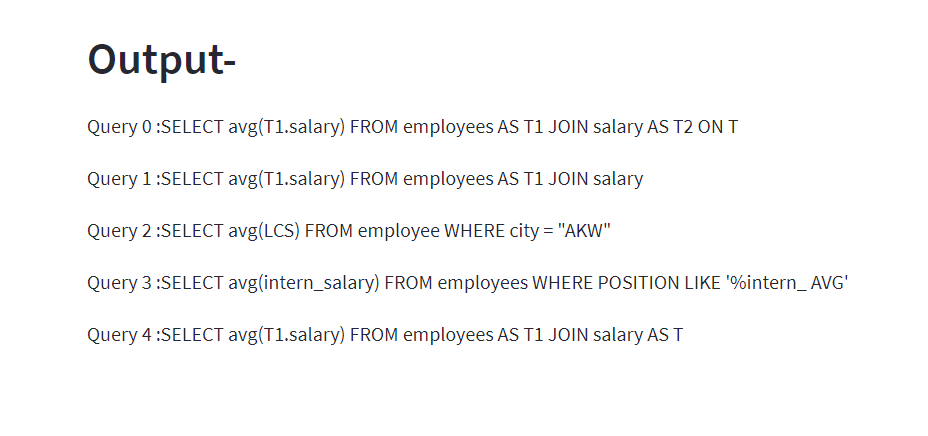 Output-
Query 0 :SELECT avg(T1.salary) FROM employees AS T1 JOIN salary AS T2 ON T
Query 1 :SELECT avg(T1.salary) FROM employees AS T1 JOIN salary
Query 2 :SELECT avg(LCS) FROM employee WHERE city = "AKW"
Query 3 :SELECT avg(intern_salary) FROM employees WHERE POSITION LIKE '%intern_ AVG'
Query 4 :SELECT avg(T1.salary) FROM employees AS T1 JOIN salary AS T